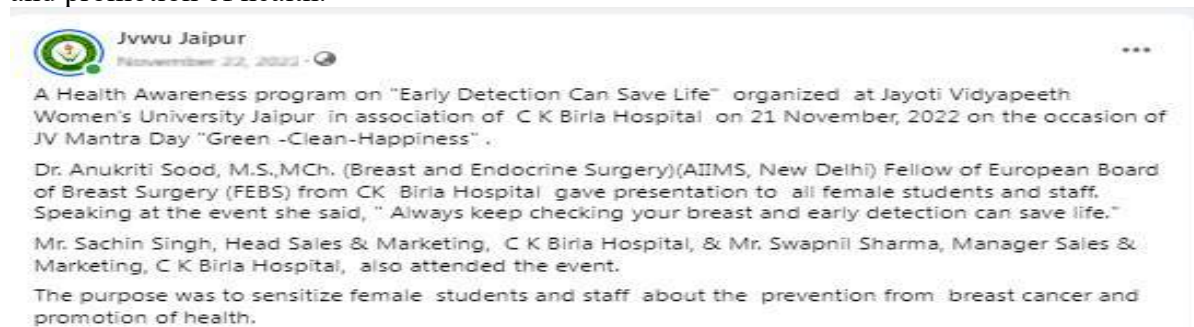 Jvwu Jaipur
November 22, 2022 ·
A Health Awareness program on "Early Detection Can Save Life" organized at Jayoti Vidyapeeth
Women's University Jaipur in association of C K Birla Hospital on 21 November, 2022 on the occasion of
JV Mantra Day "Green -Clean-Happiness" .
Dr. Anukriti Sood, M.S.,MCh. (Breast and Endocrine Surgery)(AIIMS, New Delhi) Fellow of European Board
of Breast Surgery (FEBS) from CK Birla Hospital gave presentation to all female students and staff.
Speaking at the event she said, " Always keep checking your breast and early detection can save life."
Mr. Sachin Singh, Head Sales & Marketing, C K Birla Hospital, & Mr. Swapnil Sharma, Manager Sales &
Marketing, C K Birla Hospital, also attended the event.
The purpose was to sensitize female students and staff about the prevention from breast cancer and
promotion of health.